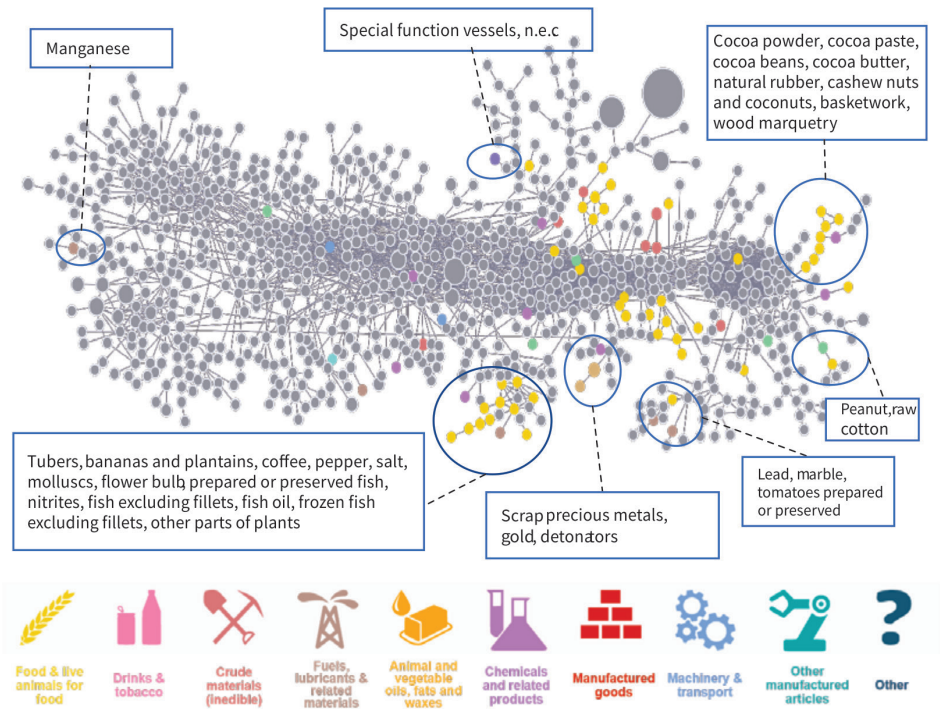 Manganese
Special function vessels, n.e.c
Cocoa powder, cocoa paste,
cocoa beans, cocoa butter,
natural rubber, cashew nuts
and coconuts, basketwork,
wood marquetry
Peanut,raw
cotton
Tubers, bananas and plantains, coffee, pepper, salt,
molluscs, flower bulb, prepared or preserved fish,
nitrites, fish excluding fillets, fish oil, frozen fish
excluding fillets, other parts of plants
Scrap precious metals,
gold, detonators
Lead, marble,
tomatoes prepared
or preserved
Food & live
animals for
food
Drinks &
tobacco
Crude
materials
(inedible)
Fuels,
lubricants &
related
materials
Animal and
vegetable
oils, fats and
waxes
Chemicals
and related
products
Manufactured
goods
Machinery &
transport
Other
manufactured
articles
?
Other